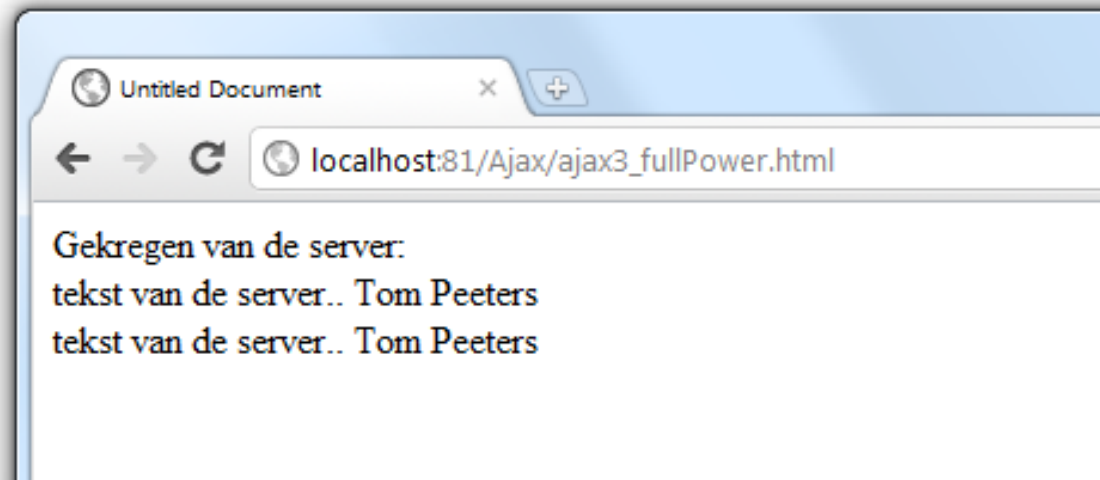 Untitled Document
localhost:81/Ajax/ajax3_fullPower.html
Gekregen van de server:
tekst van de server.. Tom Peeters
tekst van de server.. Tom Peeters